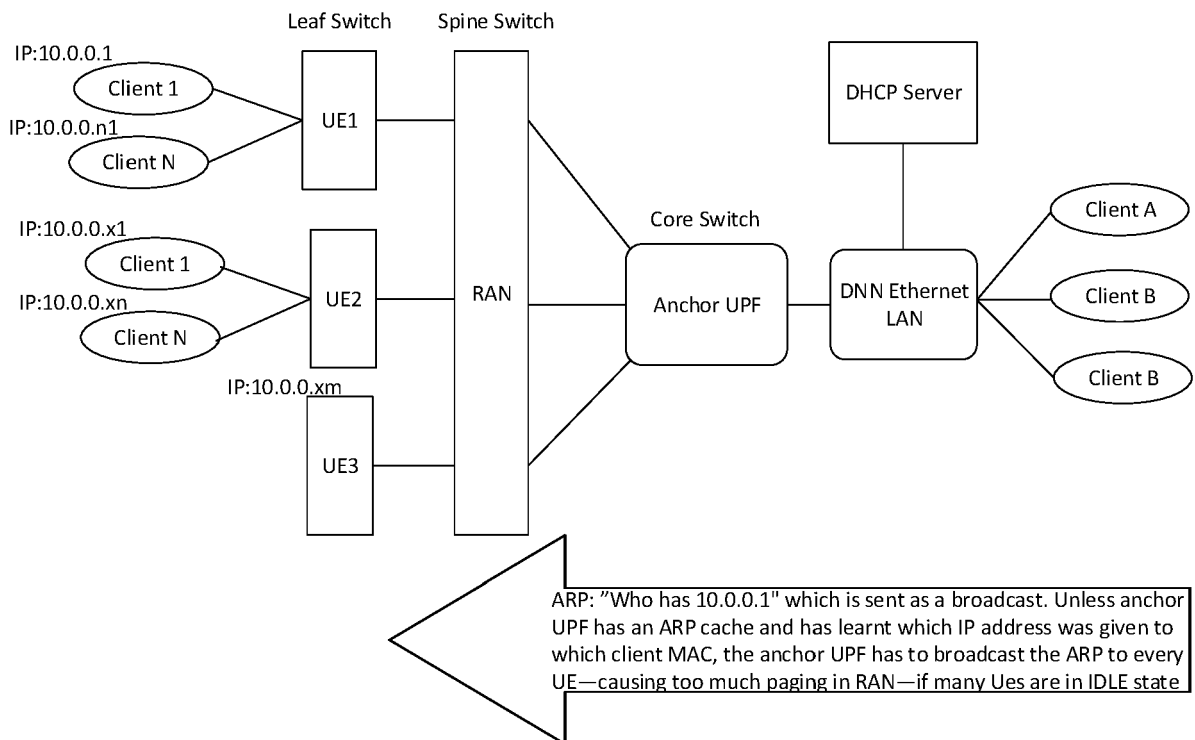 Leaf Switch
Spine Switch
IP:10.0.0.1
Client 1
IP:10.0.0.n1
Client N
UE1
DHCP Server
IP:10.0.0.x1
Client 1
IP:10.0.0.xn
Client N
UE2
RAN
Core Switch
Anchor UPF
DNN Ethernet
LAN
Client A
Client B
Client B
IP:10.0.0.xm
UE3
ARP: ”Who has 10.0.0.1" which is sent as a broadcast. Unless anchor
UPF has an ARP cache and has learnt which IP address was given to
which client MAC, the anchor UPF has to broadcast the ARP to every
UE—causing too much paging in RAN—if many Ues are in IDLE state